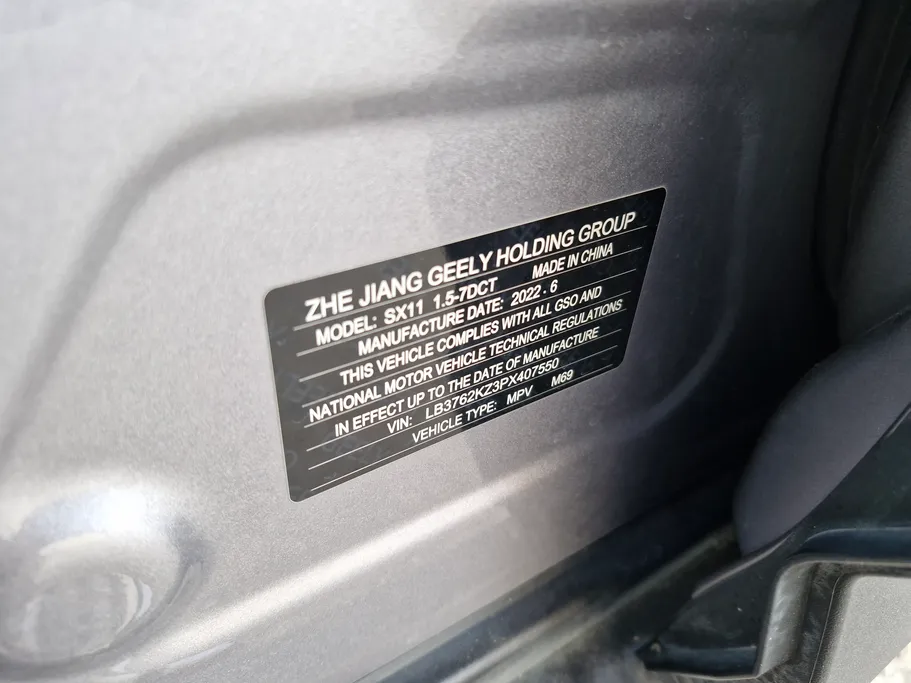 ZHE JIANG GEELY HOLDING GROUP
MODEL: SX11 1.5-7DCT MADE IN CHINA
MANUFACTURE DATE: 2022.6
THIS VEHICLE COMPLIES WITH ALL GSO AND
NATIONAL MOTOR VEHICLE TECHNICAL REGULATIONS
IN EFFECT UP TO THE DATE OF MANUFACTURE
VIN: LB3762KZ3PX407550
VEHICLE TYPE: MPV M69